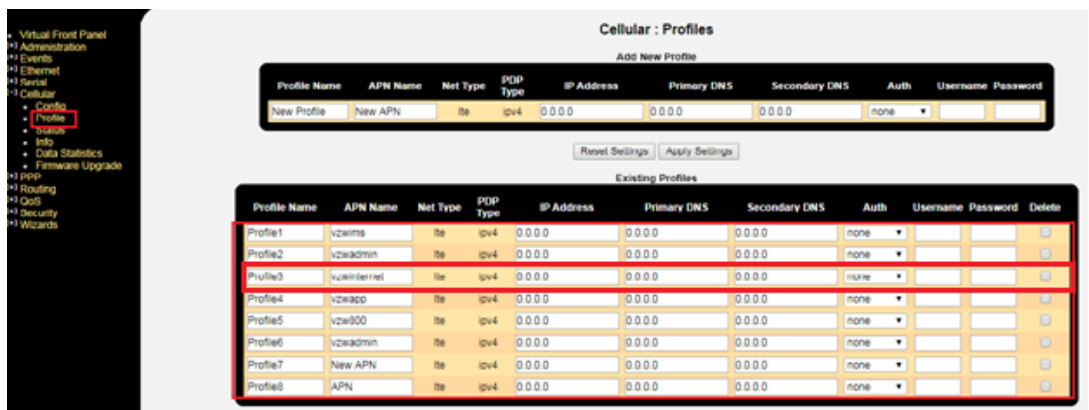 Virtual Front Panel
[+] Administration
[+] Events
[+] Ethernet
[+] Serial
[-] Cellular
Config
Profile
Status
Info
Data Statistics
Firmware Upgrade
[+] PPP
[+] Routing
[+] QoS
[+] Security
[+] Wizards
Cellular : Profiles
Add New Profile
Profile Name APN Name Net Type PDP Type IP Address Primary DNS Secondary DNS Auth Username Password
New Profile New APN lte ipv4 0.0.0.0 0.0.0.0 0.0.0.0 none
Reset Settings Apply Settings
Existing Profiles
Profile Name APN Name Net Type PDP Type IP Address Primary DNS Secondary DNS Auth Username Password Delete
Profile1 vzwims lte ipv4 0.0.0.0 0.0.0.0 0.0.0.0 none
Profile2 vzwadmin lte ipv4 0.0.0.0 0.0.0.0 0.0.0.0 none
Profile3 vzwinternet lte ipv4 0.0.0.0 0.0.0.0 0.0.0.0 none
Profile4 vzwapp lte ipv4 0.0.0.0 0.0.0.0 0.0.0.0 none
Profile5 vzw800 lte ipv4 0.0.0.0 0.0.0.0 0.0.0.0 none
Profile6 vzwadmin lte ipv4 0.0.0.0 0.0.0.0 0.0.0.0 none
Profile7 New APN lte ipv4 0.0.0.0 0.0.0.0 0.0.0.0 none
Profile8 APN lte ipv4 0.0.0.0 0.0.0.0 0.0.0.0 none